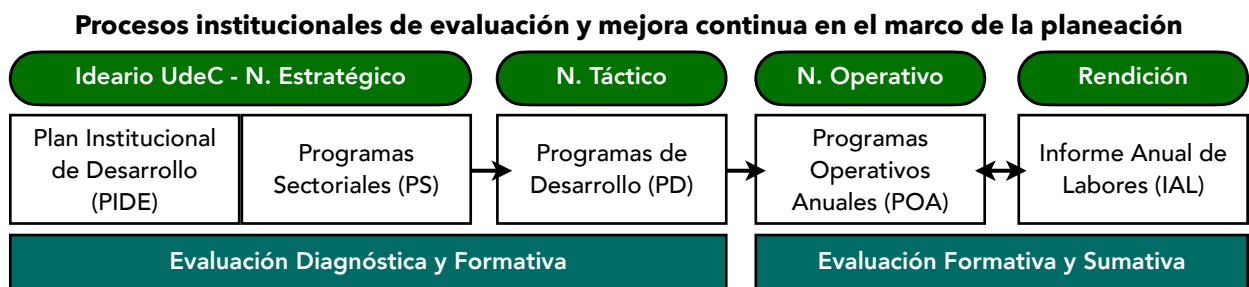 Procesos institucionales de evaluación y mejora continua en el marco de la planeación
Ideario UdeC - N. Estratégico
N. Táctico
N. Operativo
Rendición
Plan Institucional
de Desarrollo
(PIDE)
Programas
Sectoriales (PS)
Programas de
Desarrollo (PD)
Programas
Operativos
Anuales (POA)
Informe Anual de
Labores (IAL)
Evaluación Diagnóstica y Formativa
Evaluación Formativa y Sumativa